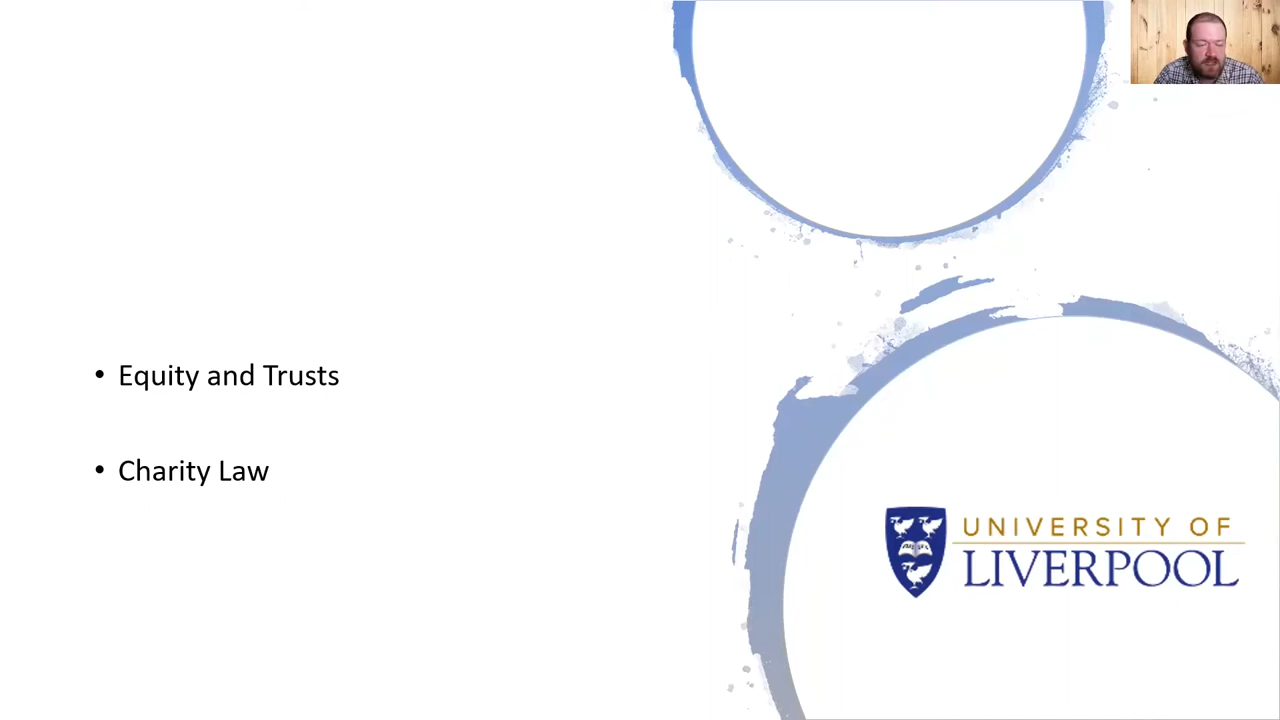 • Equity and Trusts
• Charity Law
UNIVERSITY OF
LIVERPOOL